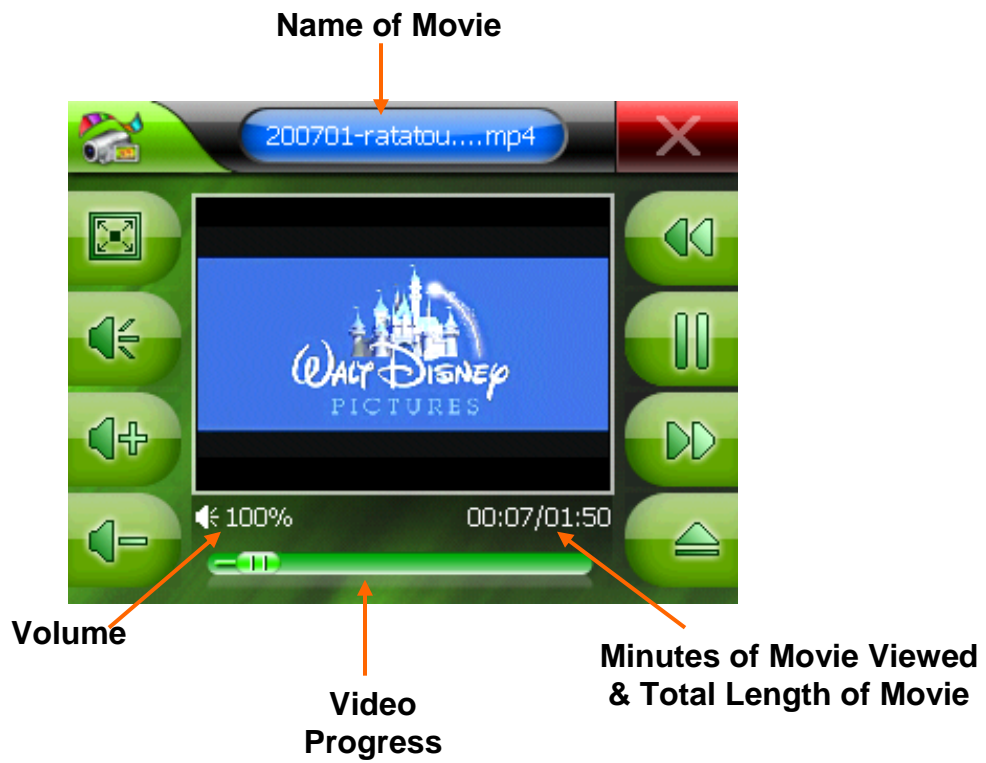 Name of Movie
200701-ratatou....mp4
WALT DISNEY
PICTURES
100%
00:07/01:50
Volume
Video
Progress
Minutes of Movie Viewed
& Total Length of Movie